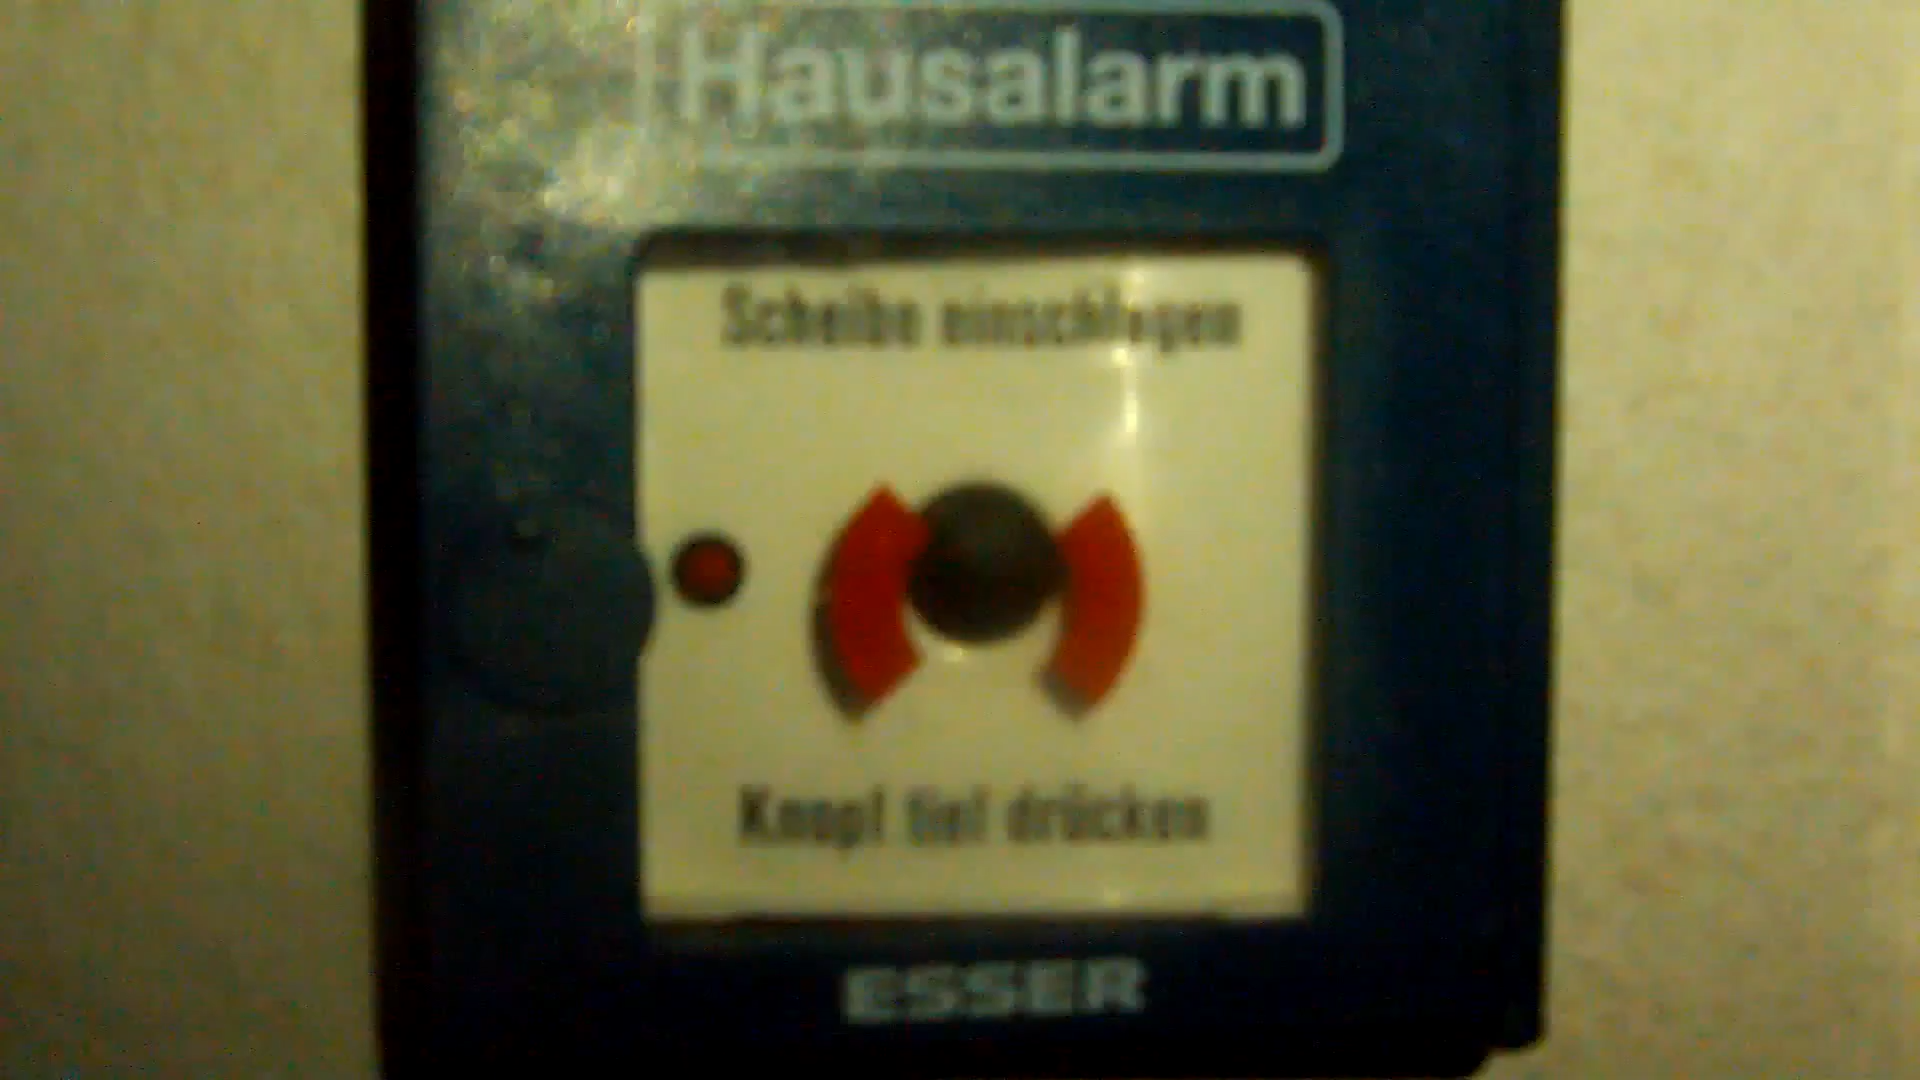 Hausalarm
Scheibe einschlagen
Knopf tief drücken
ESSER